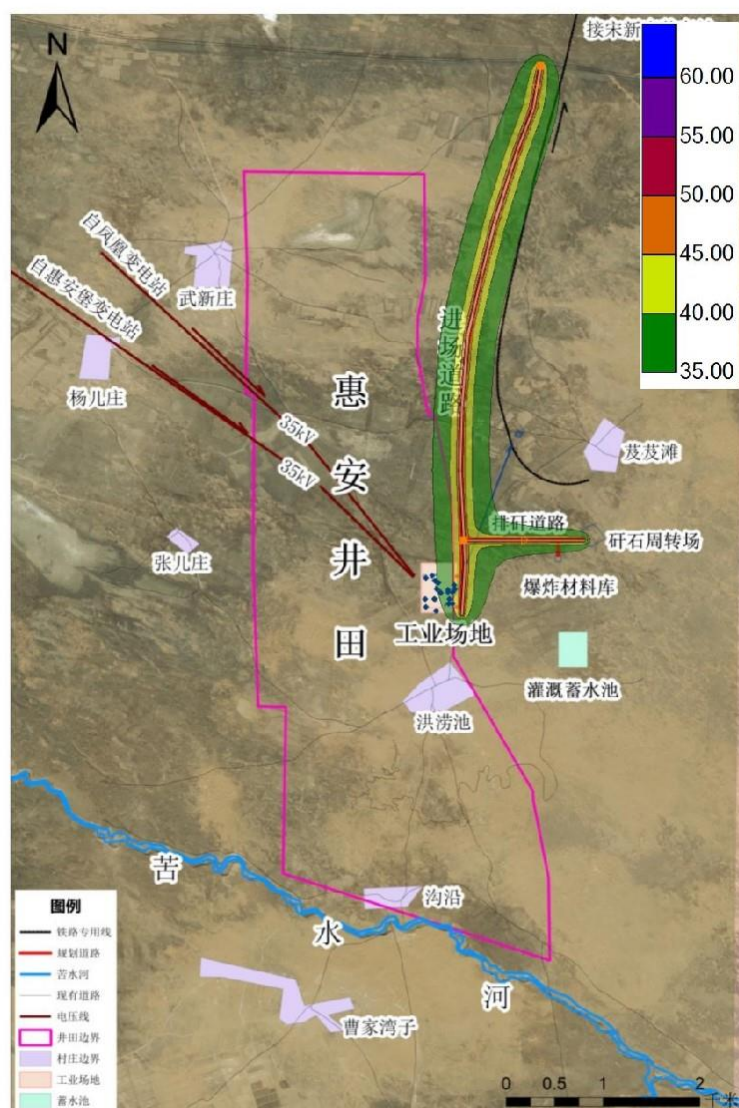 接宋新
N
60.00
55.00
50.00
45.00
40.00
35.00
自凤凰变电站
自惠安堡变电站
武新庄
杨儿庄
进场道路
惠安井田
35kV
35kV
芨芨滩
排矸道路
矸石周转场
张儿庄
爆炸材料库
工业场地
灌溉蓄水池
洪涝池
苦水河
沟沿
曹家湾子
图例
铁路专用线
规划道路
苦水河
现有道路
电压线
井田边界
村庄边界
工业场地
蓄水池
0 0.5 1 2
千米